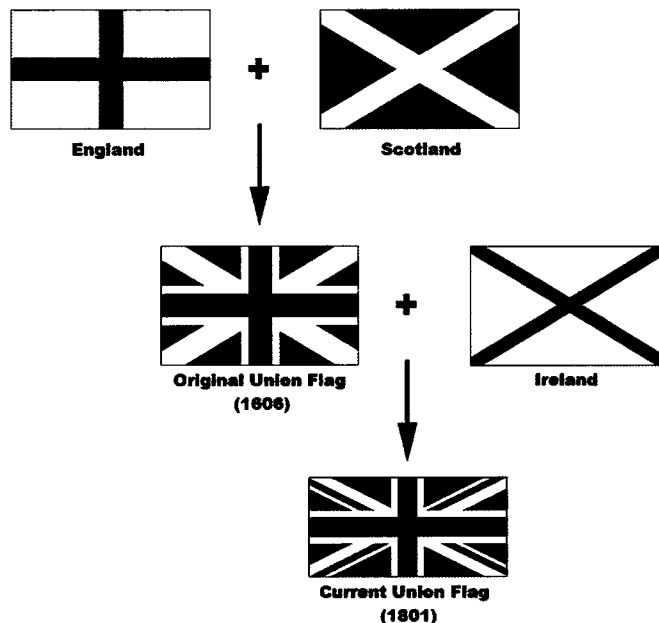 England
Scotland
Original Union Flag
(1606)
Ireland
Current Union Flag
(1801)